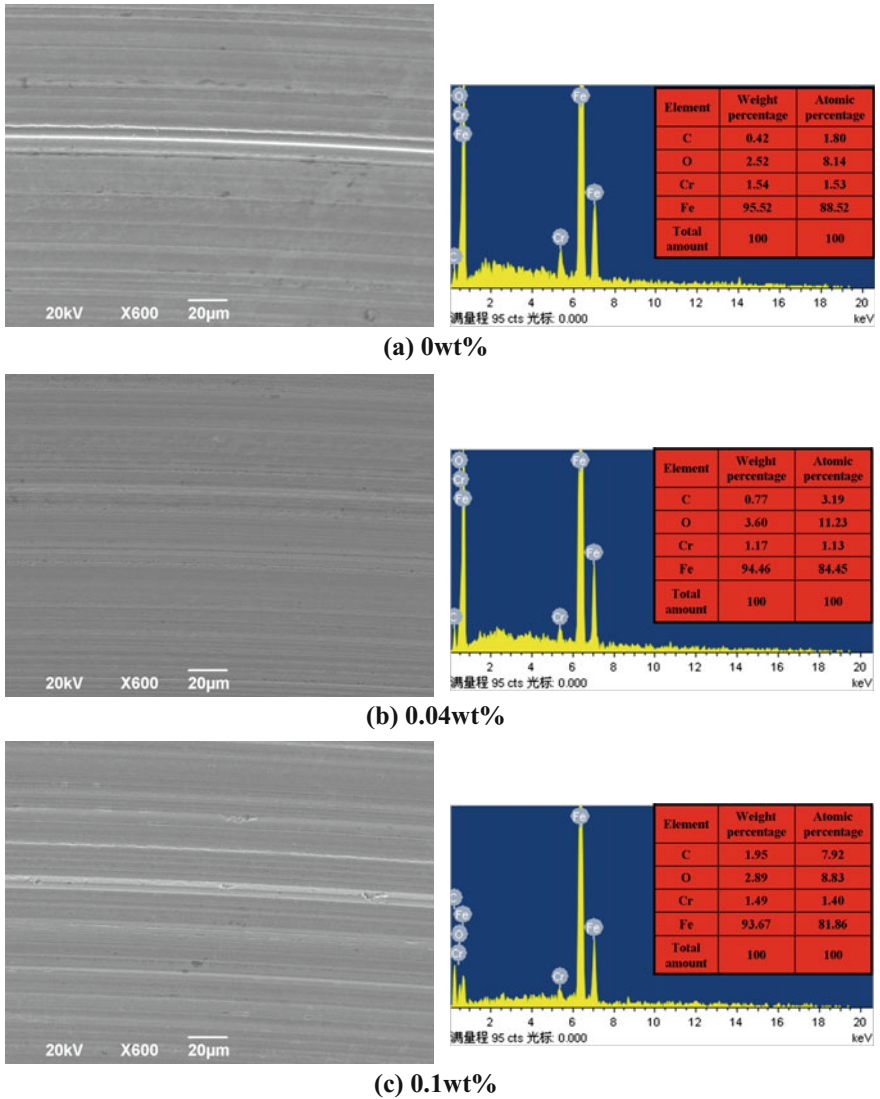 20kV X600 20μm
O
Cr
Fe
C
Cr
Fe
Fe
Element Weight percentage Atomic percentage
C 0.42 1.80
O 2.52 8.14
Cr 1.54 1.53
Fe 95.52 88.52
Total amount 100 100
2 4 6 8 10 12 14 16 18 20
满量程 95 cts 光标: 0.000 keV
(a) 0wt%
20kV X600 20μm
O
Cr
Fe
C
Cr
Fe
Fe
Element Weight percentage Atomic percentage
C 0.77 3.19
O 3.60 11.23
Cr 1.17 1.13
Fe 94.46 84.45
Total amount 100 100
2 4 6 8 10 12 14 16 18 20
满量程 95 cts 光标: 0.000 keV
(b) 0.04wt%
20kV X600 20μm
C
Fe
O
Cr
Cr
Fe
Fe
Element Weight percentage Atomic percentage
C 1.95 7.92
O 2.89 8.83
Cr 1.49 1.40
Fe 93.67 81.86
Total amount 100 100
2 4 6 8 10 12 14 16 18 20
满量程 95 cts 光标: 0.000 keV
(c) 0.1wt%